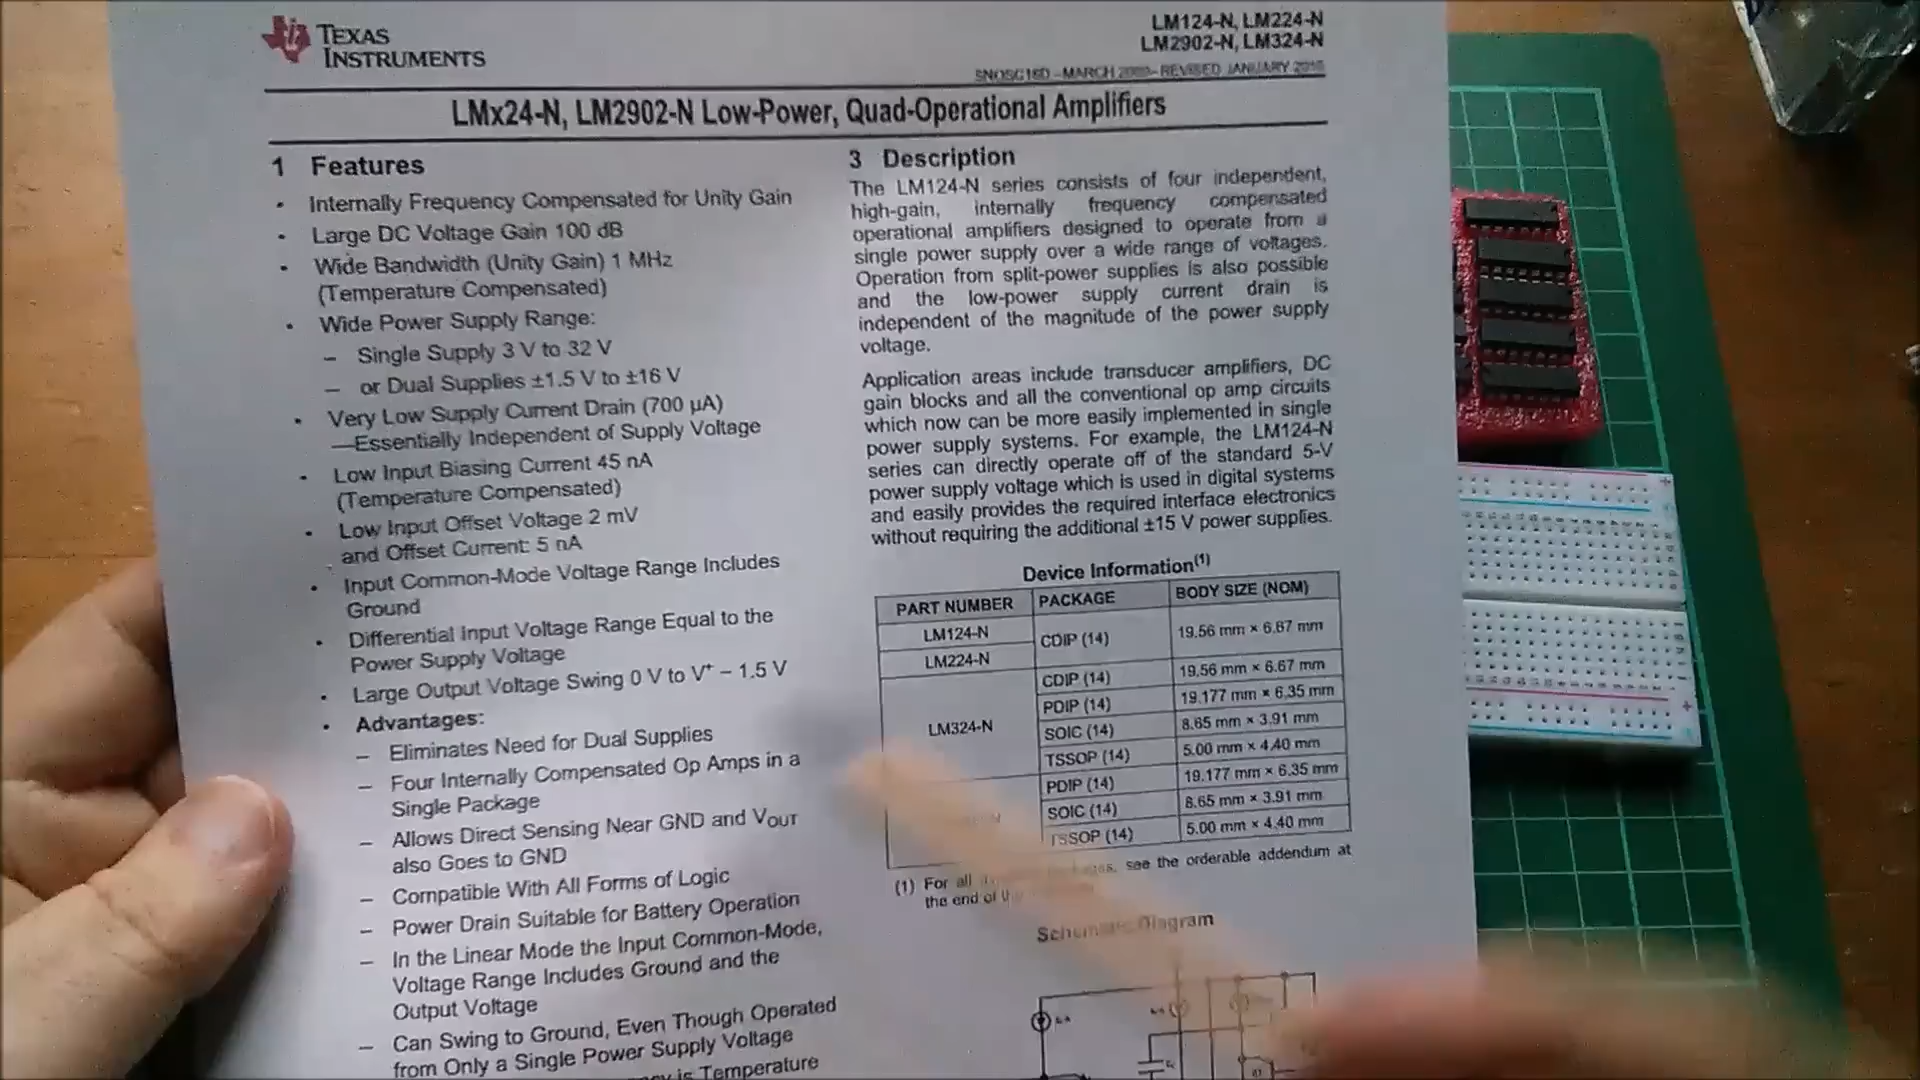 TEXAS
INSTRUMENTS
LM124-N, LM224-N
LM2902-N, LM324-N
LMx24-N, LM2902-N Low-Power, Quad-Operational Amplifiers
1 Features
• Internally Frequency Compensated for Unity Gain
• Large DC Voltage Gain 100 dB
• Wide Bandwidth (Unity Gain) 1 MHz
(Temperature Compensated)
• Wide Power Supply Range:
– Single Supply 3 V to 32 V
– or Dual Supplies ±1.5 V to ±16 V
• Very Low Supply Current Drain (700 µA)
—Essentially Independent of Supply Voltage
• Low Input Biasing Current 45 nA
(Temperature Compensated)
• Low Input Offset Voltage 2 mV
and Offset Current: 5 nA
• Input Common-Mode Voltage Range Includes
Ground
• Differential Input Voltage Range Equal to the
Power Supply Voltage
• Large Output Voltage Swing 0 V to V+ – 1.5 V
• Advantages:
– Eliminates Need for Dual Supplies
– Four Internally Compensated Op Amps in a
Single Package
– Allows Direct Sensing Near GND and VOUT
also Goes to GND
– Compatible With All Forms of Logic
– Power Drain Suitable for Battery Operation
– In the Linear Mode the Input Common-Mode,
Voltage Range Includes Ground and the
Output Voltage
– Can Swing to Ground, Even Though Operated
from Only a Single Power Supply Voltage
is Temperature
3 Description
The LM124-N series consists of four independent,
high-gain, internally frequency compensated
operational amplifiers designed to operate from a
single power supply over a wide range of voltages.
Operation from split-power supplies is also possible
and the low-power supply current drain is
independent of the magnitude of the power supply
voltage.
Application areas include transducer amplifiers, DC
gain blocks and all the conventional op amp circuits
which now can be more easily implemented in single
power supply systems. For example, the LM124-N
series can directly operate off of the standard 5-V
power supply voltage which is used in digital systems
and easily provides the required interface electronics
without requiring the additional ±15 V power supplies.
Device Information(1)
PART NUMBER PACKAGE BODY SIZE (NOM)
LM124-N CDIP (14) 19.56 mm × 6.67 mm
LM224-N
LM324-N CDIP (14) 19.56 mm × 6.67 mm
PDIP (14) 19.177 mm × 6.35 mm
SOIC (14) 8.65 mm × 3.91 mm
TSSOP (14) 5.00 mm × 4.40 mm
PDIP (14) 19.177 mm × 6.35 mm
SOIC (14) 8.65 mm × 3.91 mm
TSSOP (14) 5.00 mm × 4.40 mm
(1) For all see the orderable addendum at
the end of
Schematic Diagram